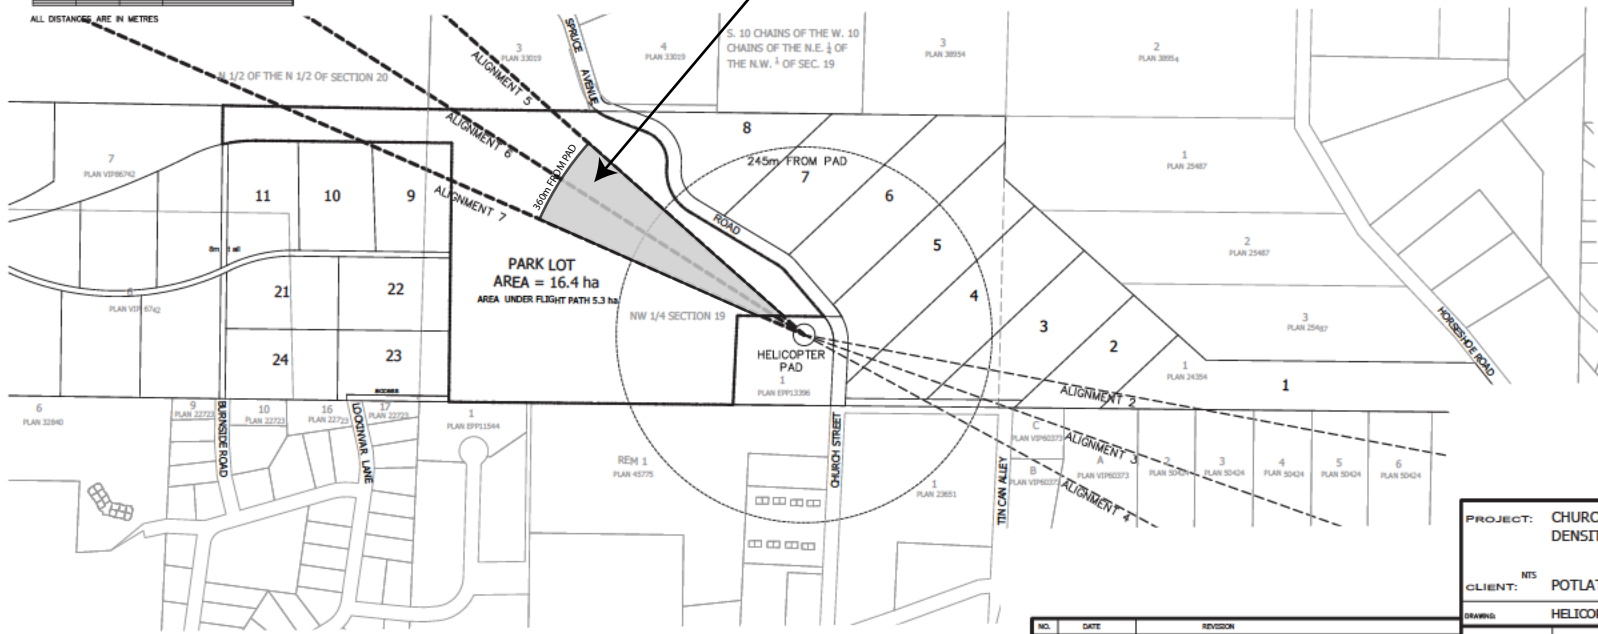 ALL DISTANCES ARE IN METRES
N 1/2 OF THE N 1/2 OF SECTION 20
3
PLAN 33019
SPRUCE AVENUE
4
PLAN 33019
S. 10 CHAINS OF THE W. 10
CHAINS OF THE N.E. ¼ OF
THE N.W. ¹ OF SEC. 19
3
PLAN 38954
2
PLAN 38954
ALIGNMENT 5
ALIGNMENT 6
ALIGNMENT 7
360m FROM PAD
7
PLAN VIP86742
11
10
9
8
245m FROM PAD
7
6
5
4
3
2
1
ROAD
1
PLAN 25487
2
PLAN 25487
3
PLAN 25487
1
PLAN 24354
HORSESHOE ROAD
PARK LOT
AREA = 16.4 ha
AREA UNDER FLIGHT PATH 5.3 ha
NW 1/4 SECTION 19
21
22
24
23
6
ACCESS
HELICOPTER
PAD
1
PLAN EPP13396
ALIGNMENT 2
ALIGNMENT 3
ALIGNMENT 4
6
PLAN 32840
9
PLAN 22723
BURNSIDE ROAD
10
PLAN 22723
16
PLAN 22723
LOCKINVAR LANE
17
PLAN 22723
1
PLAN EPP11544
REM 1
PLAN 45775
CHURCH STREET
1
PLAN 23651
TIN CAN ALLEY
C
PLAN VIP60373
B
PLAN VIP60373
A
PLAN VIP60373
2
PLAN 50424
3
PLAN 50424
4
PLAN 50424
5
PLAN 50424
6
PLAN 50424
PROJECT: CHURC
DENSIT
NTS
CLIENT: POTLAT
DRAWING: HELICOP
NO. DATE REVISION